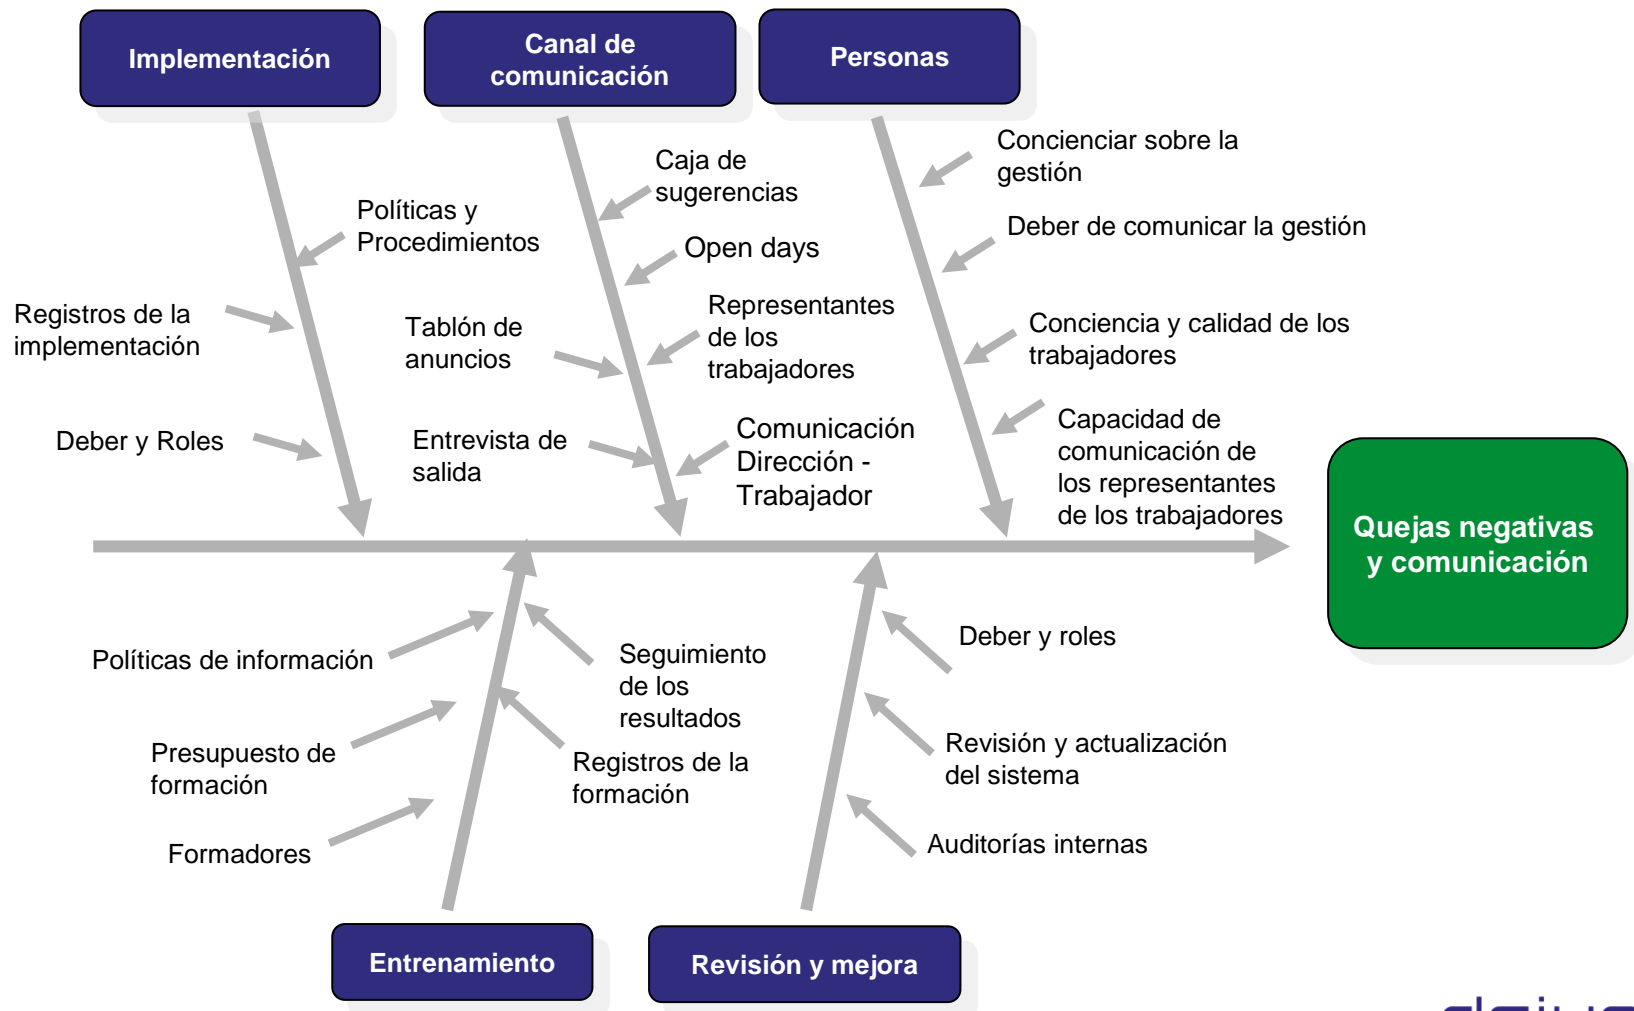 Implementación
Canal de
comunicación
Personas
Concienciar sobre la
gestión
Caja de
sugerencias
Políticas y
Procedimientos
Deber de comunicar la gestión
Open days
Registros de la
implementación
Tablón de
anuncios
Representantes
de los
trabajadores
Conciencia y calidad de los
trabajadores
Deber y Roles
Entrevista de
salida
Comunicación
Dirección -
Trabajador
Capacidad de
comunicación de
los representantes
de los trabajadores
Quejas negativas
y comunicación
Políticas de información
Seguimiento
de los
resultados
Deber y roles
Presupuesto de
formación
Registros de la
formación
Revisión y actualización
del sistema
Formadores
Auditorías internas
Entrenamiento
Revisión y mejora